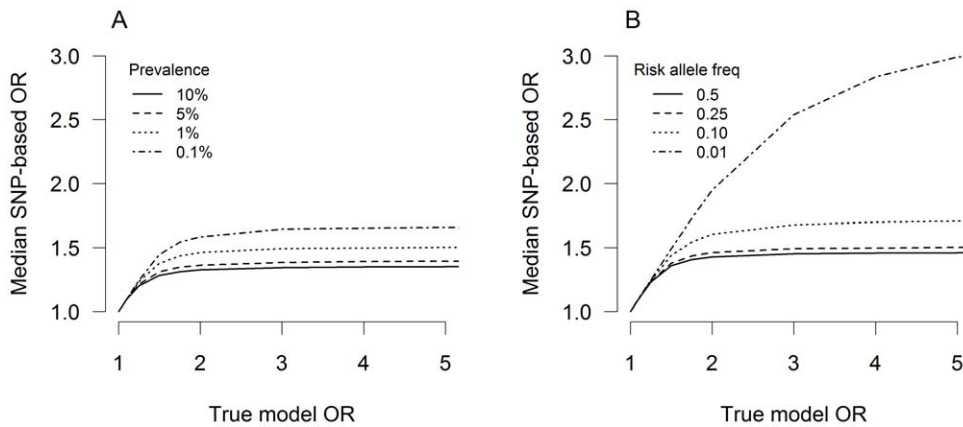 A
Median SNP-based OR
3.0
2.5
2.0
1.5
1.0
Prevalence
10%
5%
1%
0.1%
1 2 3 4 5
True model OR
B
Median SNP-based OR
3.0
2.5
2.0
1.5
1.0
Risk allele freq
0.5
0.25
0.10
0.01
1 2 3 4 5
True model OR